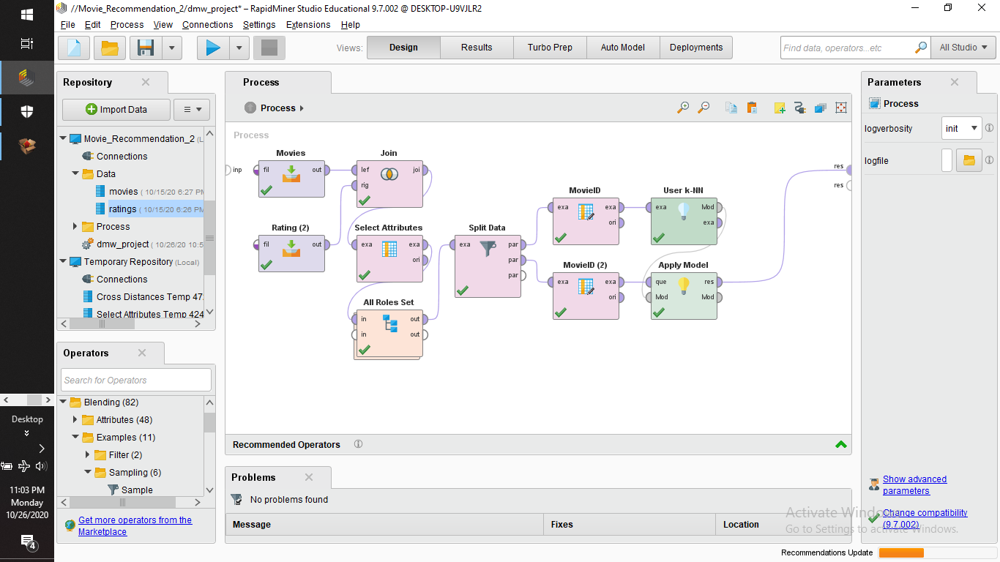 //Movie_Recommendation_2/dmw_project* – RapidMiner Studio Educational 9.7.002 @ DESKTOP-U9VJLR2
File Edit Process View Connections Settings Extensions Help
Views: Design Results Turbo Prep Auto Model Deployments
Find data, operators...etc
All Studio
Repository
Import Data
Movie_Recommendation_2 (L
Connections
Data
movies ( 10/15/20 6:27 PM
ratings ( 10/15/20 6:26 PM
Process
dmw_project ( 10/26/20 10:5
Temporary Repository (Local)
Connections
Cross Distances Temp 47
Select Attributes Temp 424
Operators
Search for Operators
Blending (82)
Attributes (48)
Examples (11)
Filter (2)
Sampling (6)
Sample
Get more operators from the
Marketplace
Process
Process
Process
inp
Movies
fil out
Join
lef joi
rig
Rating (2)
fil out
Select Attributes
exa exa
ori
All Roles Set
in out
in out
Split Data
exa par
par
par
MovieID
exa exa
ori
MovieID (2)
exa exa
ori
User k-NN
exa Mod
exa
Apply Model
que res
Mod Mod
res
res
Recommended Operators
Problems
No problems found
Message Fixes Location
Parameters
Process
logverbosity init
logfile
Show advanced
parameters
Change compatibility
(9.7.002)
Activate Windows
Go to Settings to activate Windows.
Recommendations Update
Desktop
11:03 PM
Monday
10/26/2020
4